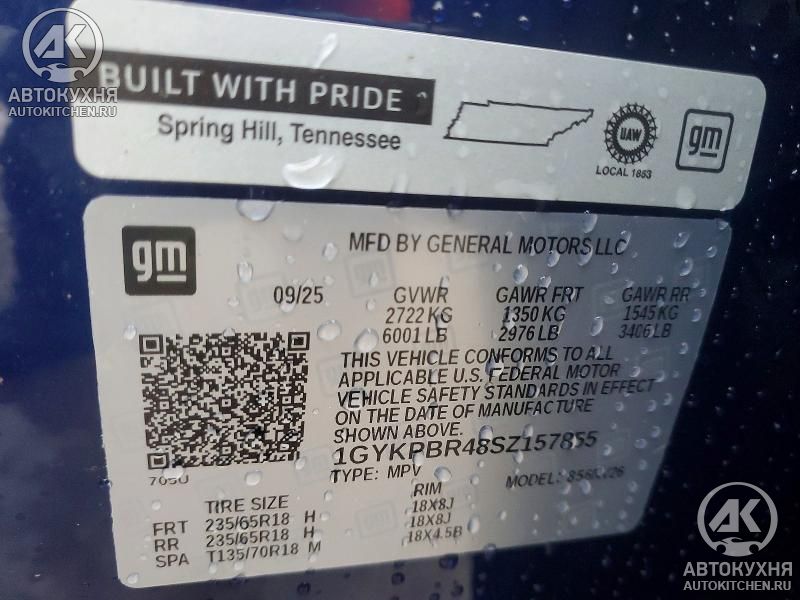 АК
АВТОКУХНЯ
AUTOKITCHEN.RU
BUILT WITH PRIDE
Spring Hill, Tennessee
UAW
LOCAL 1853
gm
gm
MFD BY GENERAL MOTORS LLC
09/25 GVWR GAWR FRT GAWR RR
2722 KG 1350 KG 1545 KG
6001 LB 2976 LB 3406 LB
THIS VEHICLE CONFORMS TO ALL
APPLICABLE U.S. FEDERAL MOTOR
VEHICLE SAFETY STANDARDS IN EFFECT
ON THE DATE OF MANUFACTURE
SHOWN ABOVE.
1GYKPBR48SZ157855
TYPE: MPV MODEL:
TIRE SIZE RIM
FRT 235/65R18 H 18X8J
RR 235/65R18 H 18X8J
SPA T135/70R18 M 18X4.5B
АК
АВТОКУХНЯ
AUTOKITCHEN.RU